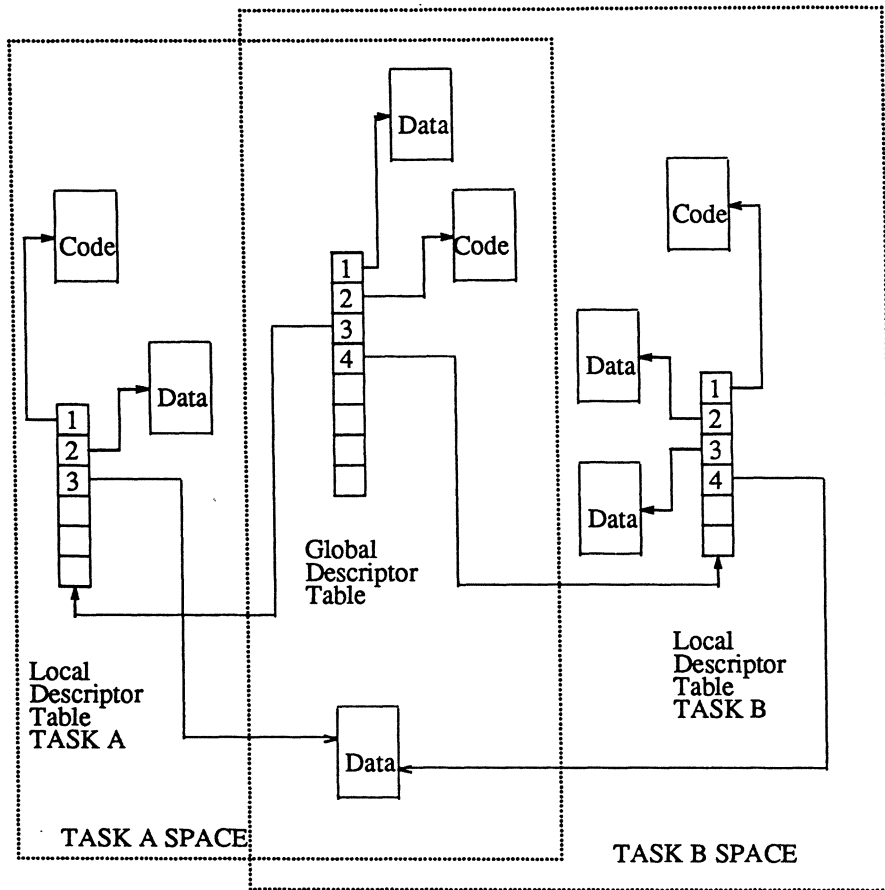 Data
Code
Code
Code
1
2
3
4
Data
Data
1
2
3
4
1
2
3
Data
Global
Descriptor
Table
Local
Descriptor
Table
TASK A
Local
Descriptor
Table
TASK B
Data
TASK A SPACE
TASK B SPACE